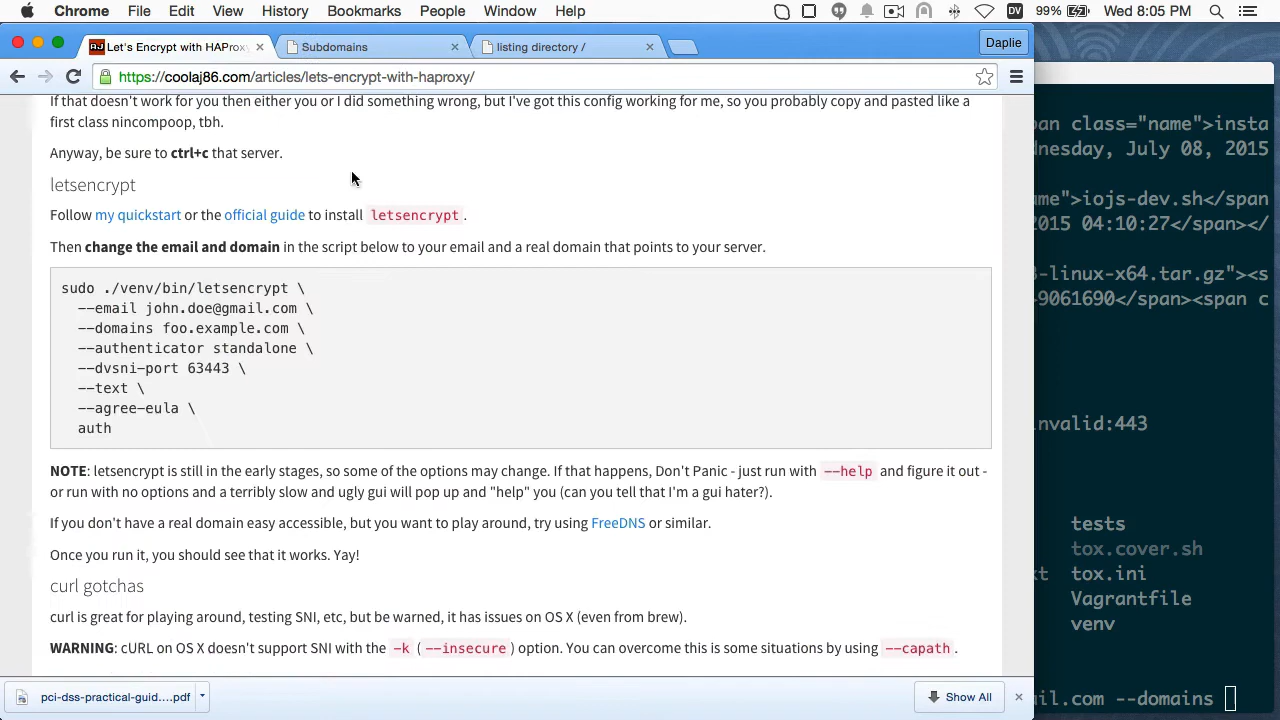 Chrome File Edit View History Bookmarks People Window Help 99% DV Wed 8:05 PM
Let's Encrypt with HAProxy Subdomains listing directory / Daplie
https://coolaj86.com/articles/lets-encrypt-with-haproxy/
If that doesn't work for you then either you or I did something wrong, but I've got this config working for me, so you probably copy and pasted like a
first class nincompoop, tbh.
Anyway, be sure to ctrl+c that server.
letsencrypt
Follow my quickstart or the official guide to install letsencrypt.
Then change the email and domain in the script below to your email and a real domain that points to your server.
sudo ./venv/bin/letsencrypt \
--email john.doe@gmail.com \
--domains foo.example.com \
--authenticator standalone \
--dvsni-port 63443 \
--text \
--agree-eula \
auth
NOTE: letsencrypt is still in the early stages, so some of the options may change. If that happens, Don't Panic - just run with --help and figure it out -
or run with no options and a terribly slow and ugly gui will pop up and "help" you (can you tell that I'm a gui hater?).
If you don't have a real domain easy accessible, but you want to play around, try using FreeDNS or similar.
Once you run it, you should see that it works. Yay!
curl gotchas
curl is great for playing around, testing SNI, etc, but be warned, it has issues on OS X (even from brew).
WARNING: cURL on OS X doesn't support SNI with the -k ( --insecure ) option. You can overcome this is some situations by using --capath.
pci-dss-practical-guid....pdf Show All
pan class="name">insta
dnesday, July 08, 2015
name">iojs-dev.sh</span
2015 04:10:27</span></
3-linux-x64.tar.gz"><s
>9061690</span><span c
invalid:443
tests
tox.cover.sh
xt tox.ini
Vagrantfile
venv
ail.com --domains